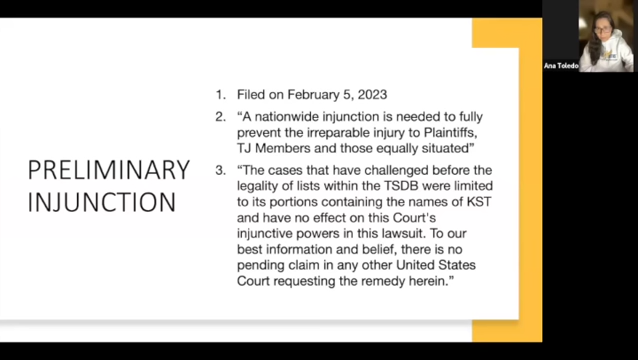 Ana Toledo
PRELIMINARY
INJUNCTION
1. Filed on February 5, 2023
2. “A nationwide injunction is needed to fully
prevent the irreparable injury to Plaintiffs,
TJ Members and those equally situated”
3. “The cases that have challenged before the
legality of lists within the TSDB were limited
to its portions containing the names of KST
and have no effect on this Court's
injunctive powers in this lawsuit. To our
best information and belief, there is no
pending claim in any other United States
Court requesting the remedy herein.”